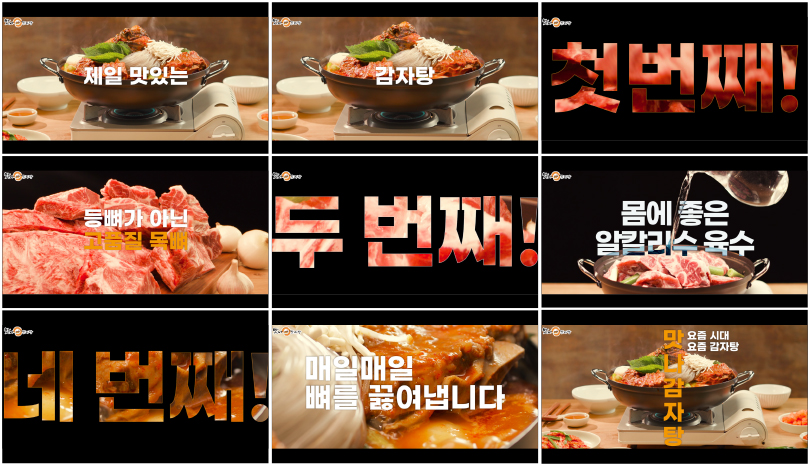 제일 맛있는
감자탕
첫 번째!
등뼈가 아닌
고품질 목뼈
두 번째!
몸에 좋은
알칼리수 육수
네 번째!
매일매일
뼈를 끓여냅니다
맛나감자탕
요즘 시대
요즘 감자탕